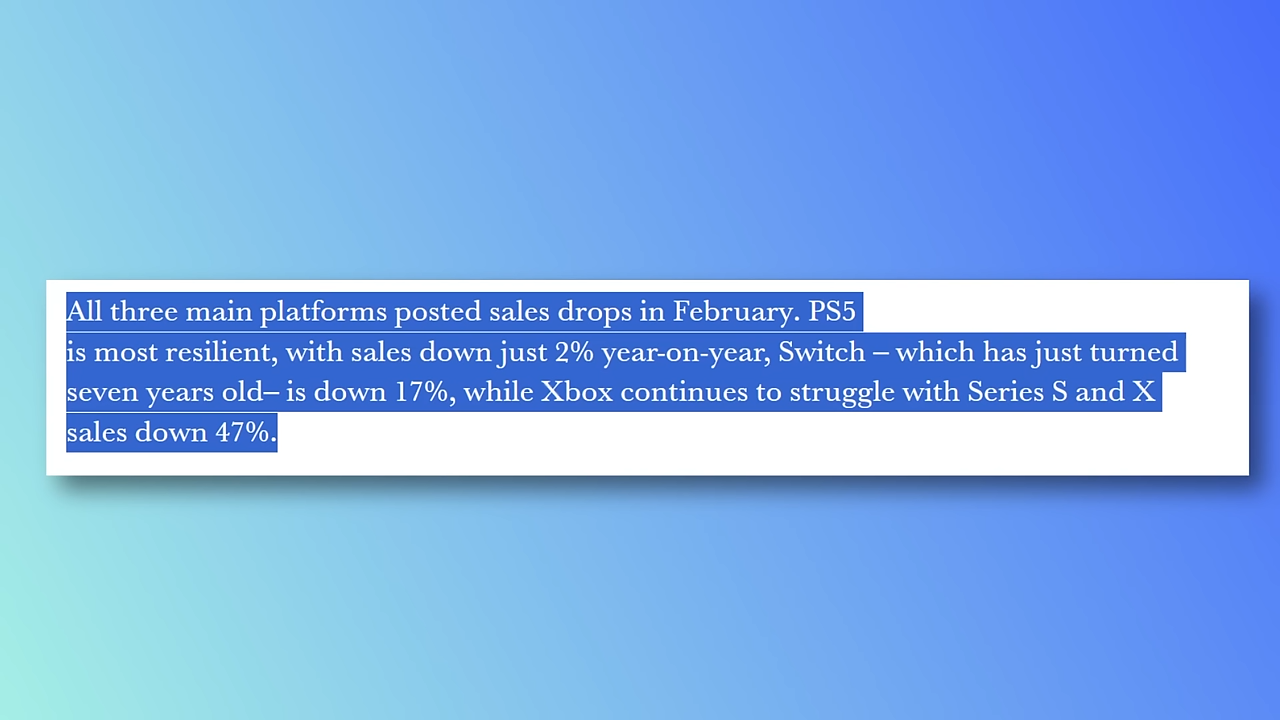 All three main platforms posted sales drops in February. PS5
is most resilient, with sales down just 2% year-on-year, Switch – which has just turned
seven years old– is down 17%, while Xbox continues to struggle with Series S and X
sales down 47%.